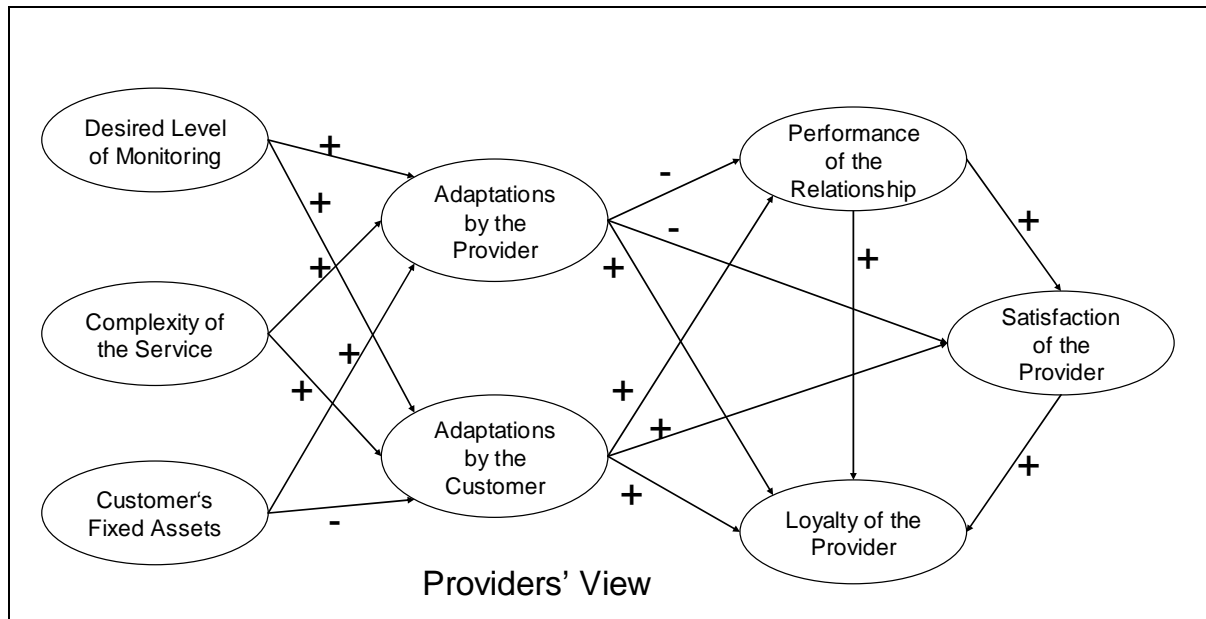 Desired Level
of Monitoring
Complexity of
the Service
Customer‘s
Fixed Assets
Adaptations
by the
Provider
Adaptations
by the
Customer
Performance
of the
Relationship
Satisfaction
of the
Provider
Loyalty of the
Provider
+
+
+
+
+
-
-
-
+
+
+
+
+
+
+
Providers’ View